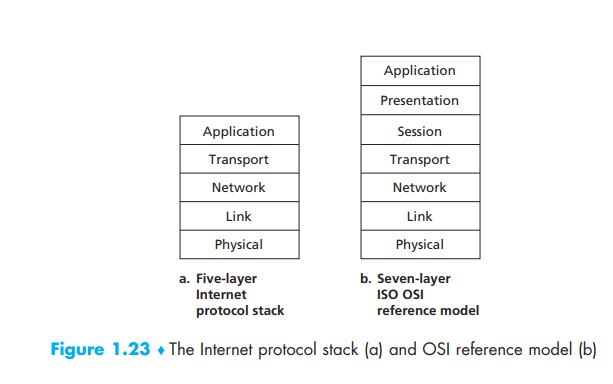 Application
Transport
Network
Link
Physical
a. Five-layer
Internet
protocol stack
Application
Presentation
Session
Transport
Network
Link
Physical
b. Seven-layer
ISO OSI
reference model
Figure 1.23 ♦ The Internet protocol stack (a) and OSI reference model (b)